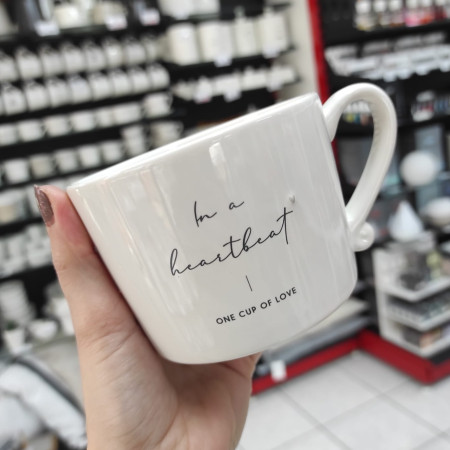 In a
heartbeat
ONE CUP OF LOVE